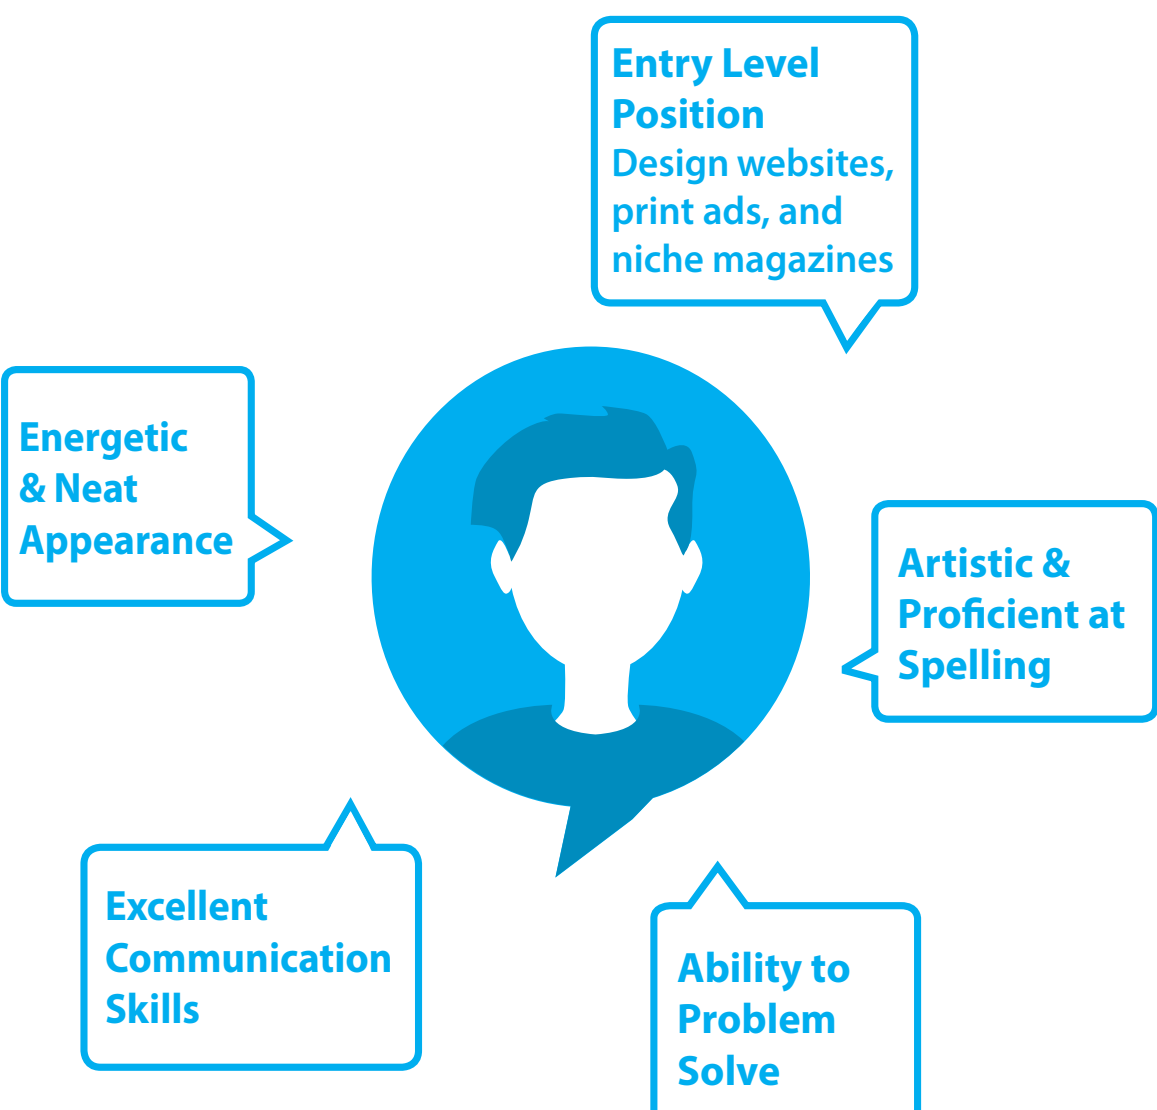 Entry Level
Position
Design websites,
print ads, and
niche magazines
Energetic
& Neat
Appearance
Artistic &
Proficient at
Spelling
Excellent
Communication
Skills
Ability to
Problem
Solve